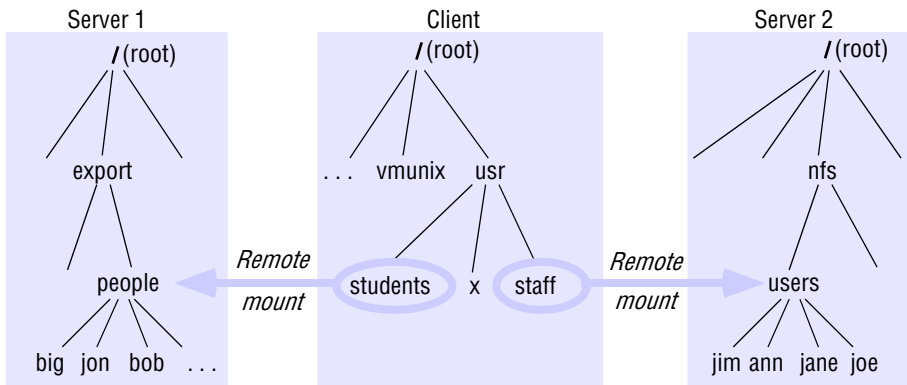 Server 1 Client Server 2
/ (root) / (root) / (root)
export . . . vmunix usr nfs
Remote Remote
people students x staff users
mount mount
big jon bob . . . jim ann jane joe